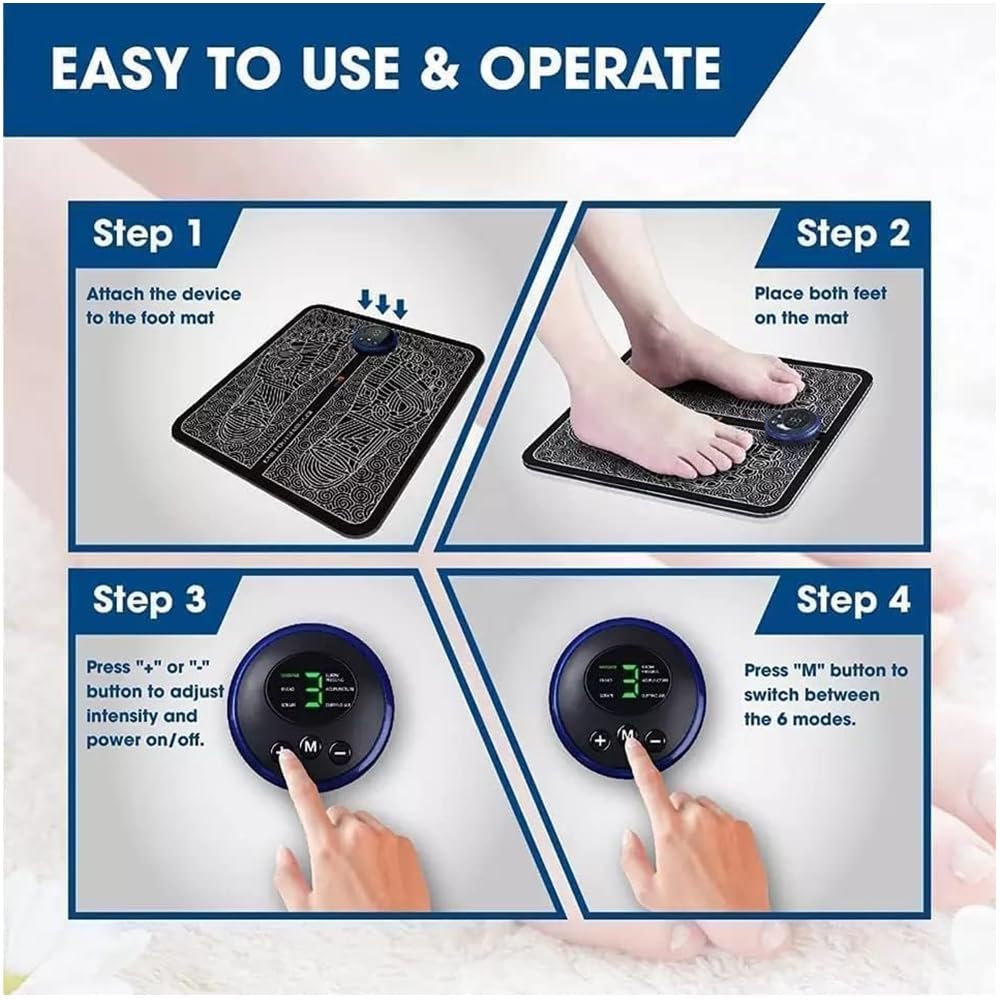 EASY TO USE & OPERATE
Step 1
Attach the device
to the foot mat
Step 2
Place both feet
on the mat
Step 3
Press "+" or "-"
button to adjust
intensity and
power on/off.
3
+ M -
Step 4
Press "M" button to
switch between
the 6 modes.
3
+ M -